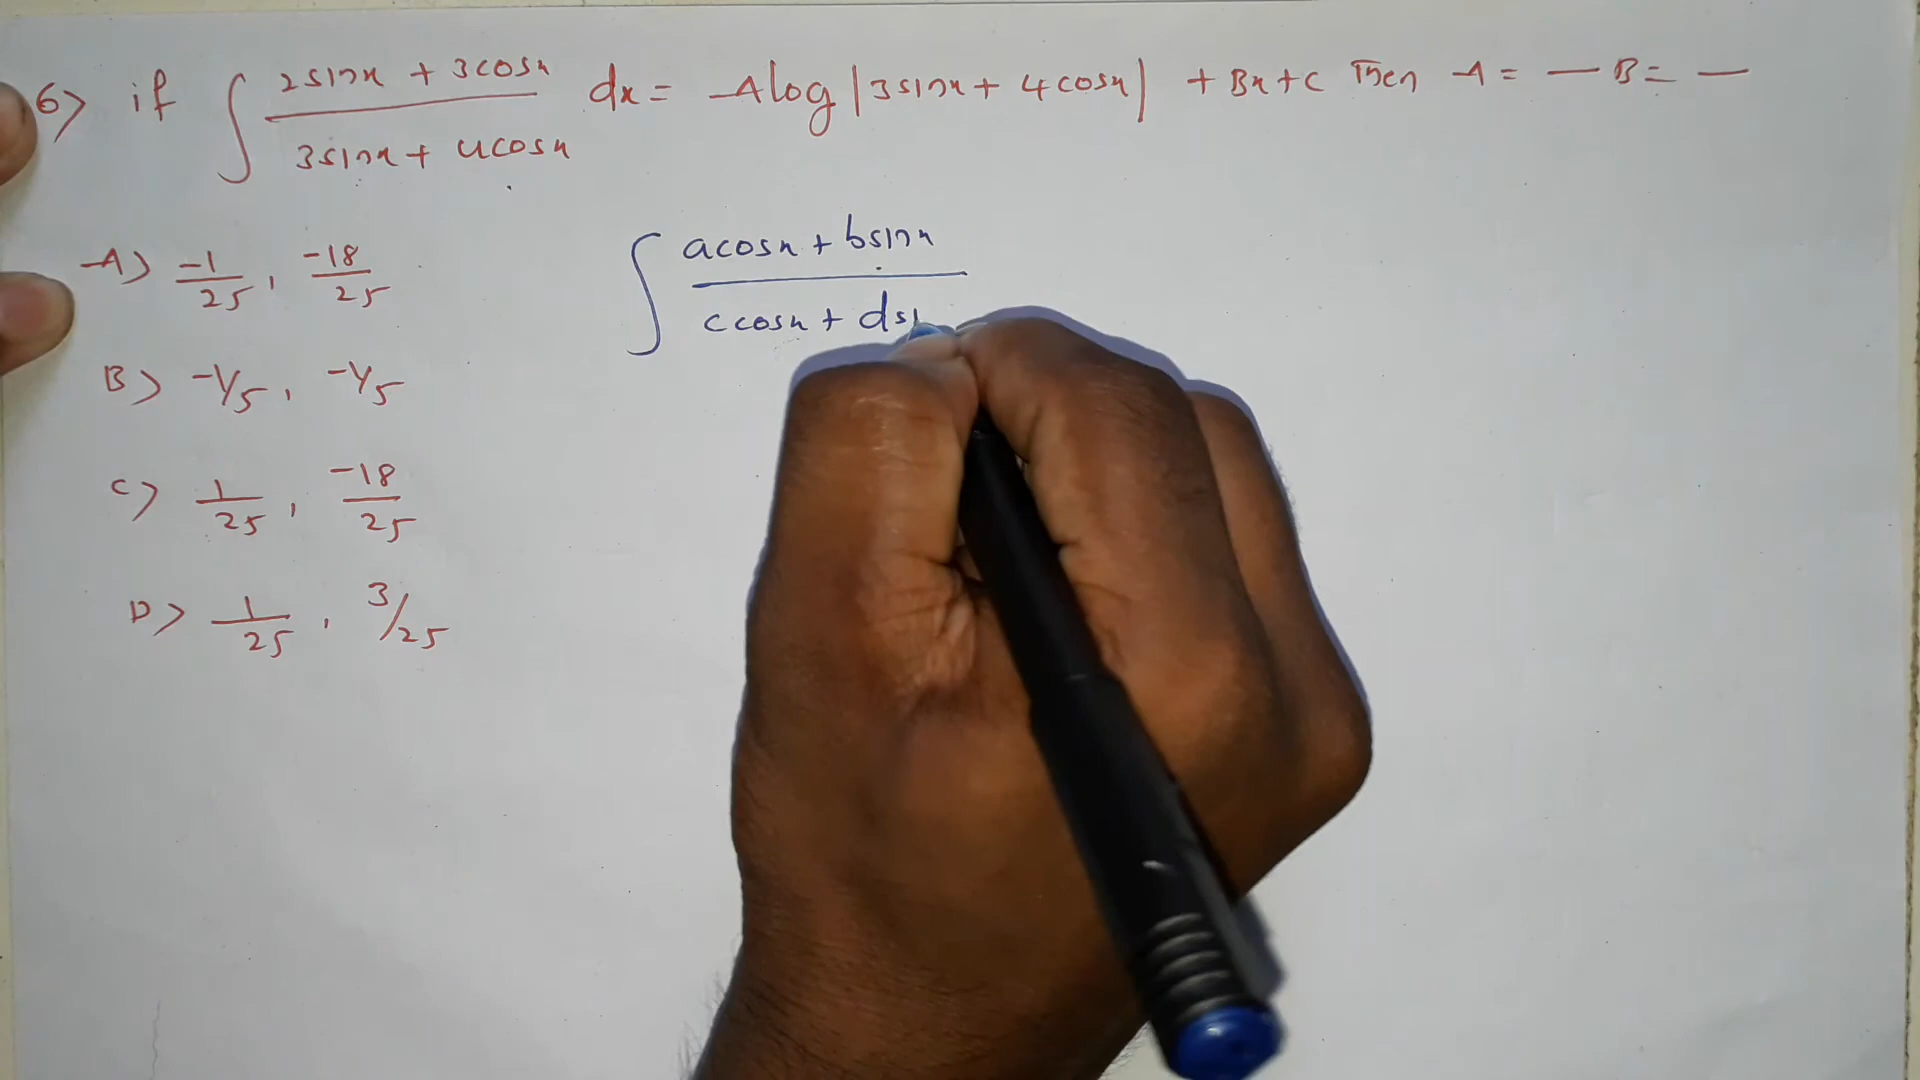 6) if ∫ (2sinx + 3cosx)/(3sinx + 4cosx) dx = A log |3sinx + 4cosx| + Bx + C Then A = — B = —
A) -1/25, -18/25
B) -1/5, -1/5
C) 1/25, -18/25
D) 1/25, 3/25
∫ (acosx + bsinx)/(ccosx + dsi